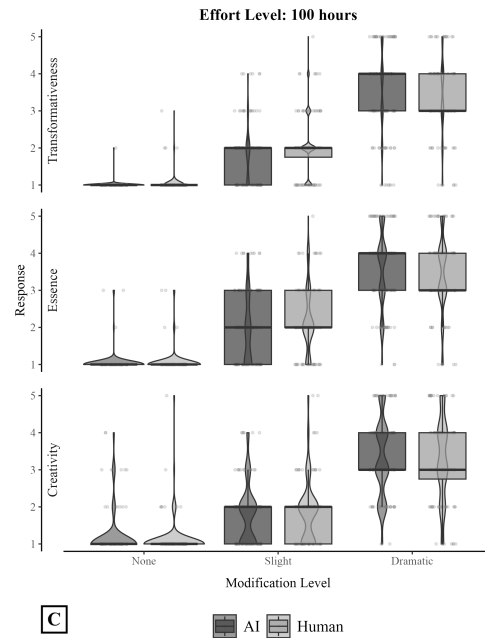 Effort Level: 100 hours
Transformativeness
5
4
3
2
1
Response
Essence
5
4
3
2
1
Creativity
5
4
3
2
1
None Slight Dramatic
Modification Level
C
AI Human